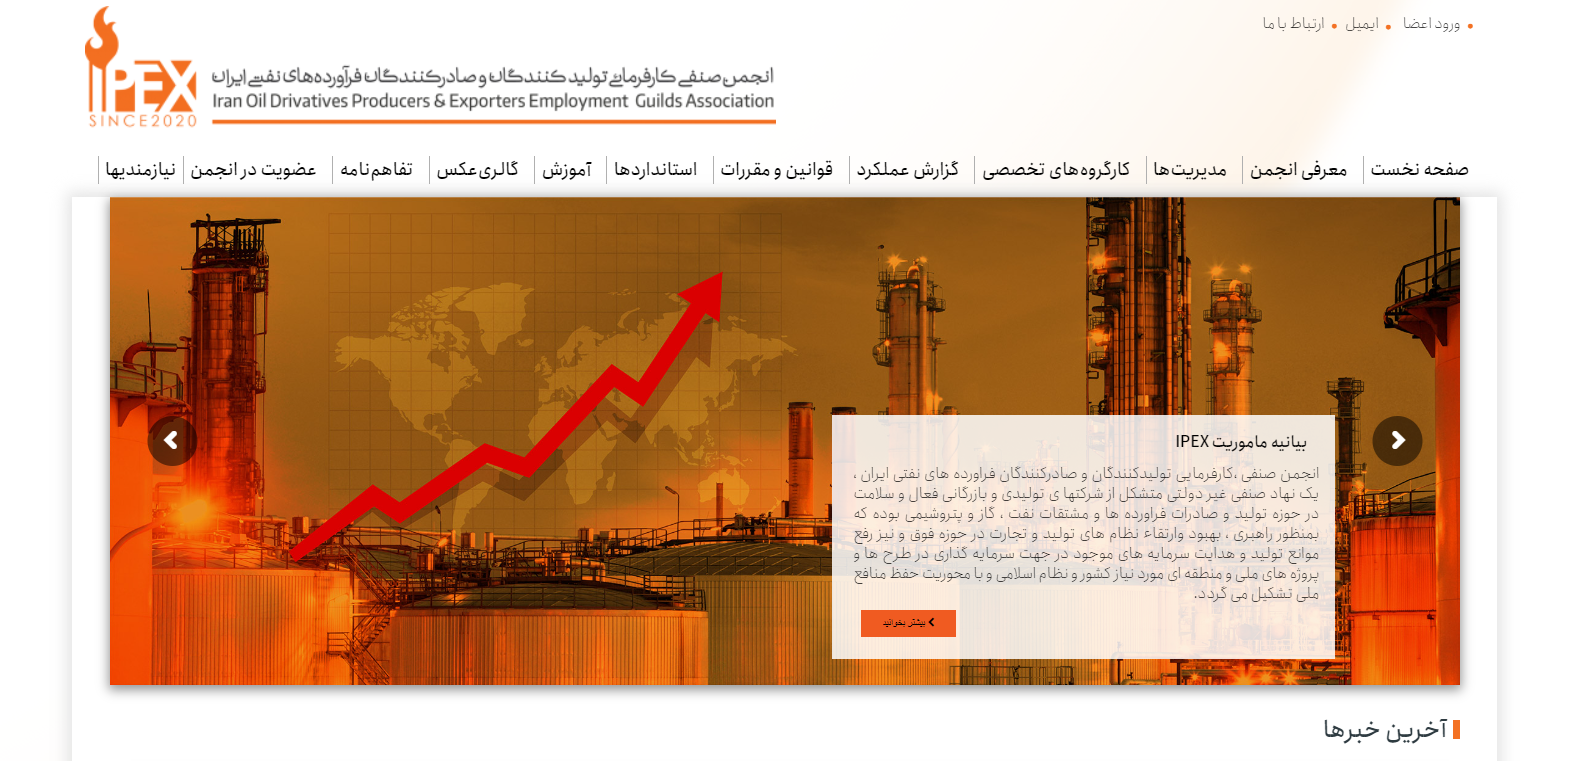 ورود اعضا
ایمیل
ارتباط با ما
IPEX
SINCE2020
انجمن صنفی کارفرمای تولید کنندگان و صادرکنندگان فرآورده‌های نفتی ایران
Iran Oil Drivatives Producers & Exporters Employment Guilds Association
صفحه نخست
معرفی انجمن
مدیریت‌ها
کارگروه‌های تخصصی
گزارش عملکرد
قوانین و مقررات
استانداردها
آموزش
گالری‌عکس
تفاهم‌نامه
عضویت در انجمن
نیازمندیها
بیانیه ماموریت IPEX
انجمن صنفی ،کارفرمایی تولیدکنندگان و صادرکنندگان فراورده های نفتی ایران ،
یک نهاد صنفی غیر دولتی متشکل از شرکتها ی تولیدی و بازرگانی فعال و سلامت
در حوزه تولید و صادرات فراورده ها و مشتقات نفت ، گاز و پتروشیمی بوده که
بمنظور راهبری ، بهبود وارتقاء نظام های تولید و تجارت در حوزه فوق و نیز رفع
موانع تولید و هدایت سرمایه های موجود در جهت سرمایه گذاری در طرح ها و
پروژه های ملی و منطقه ای مورد نیاز کشور و نظام اسلامی و با محوریت حفظ منافع
ملی تشکیل می گردد.
بیشتر بخوانید
آخرین خبرها